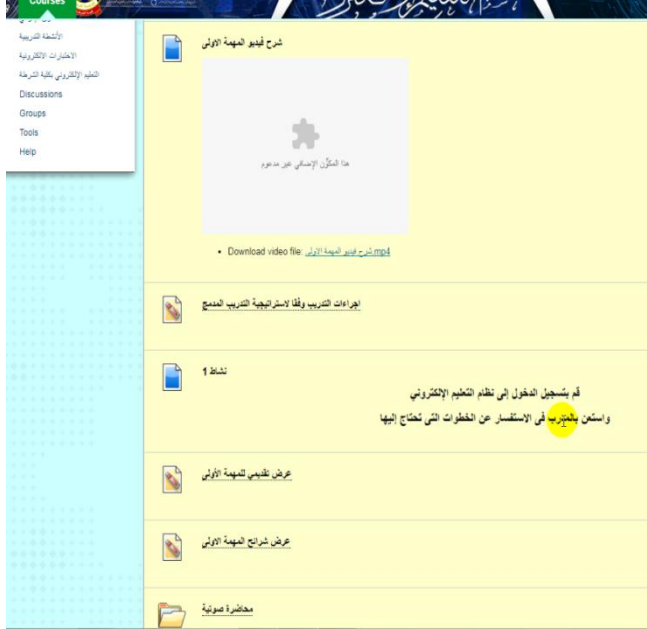 Courses
الأنشطة التدريبية
الاختبارات الالكترونية
التعليم الإلكتروني بكلية الشرطة
Discussions
Groups
Tools
Help
شرح فيديو المهمة الاولى
هذا المكوّن الإضافي غير مدعوم
Download video file: شرح فيديو المهمة الاولى.mp4
اجراءات التدريب وفقا لاستراتيجية التدريب المدمج
نشاط 1
قم بتسجيل الدخول إلى نظام التعليم الإلكتروني
واستعن بالمدرب فى الاستفسار عن الخطوات التى تحتاج إليها
عرض تقديمي للمهمة الأولى
عرض شرائح المهمة الاولى
محاضرة صوتية